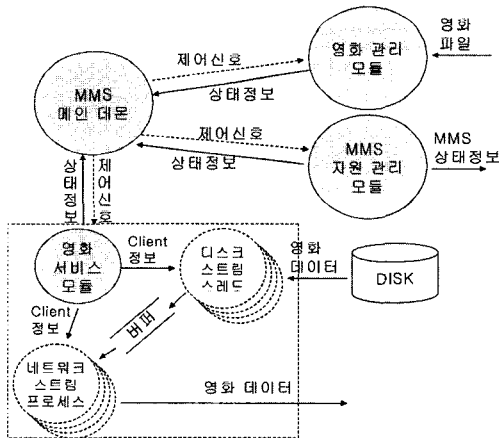 제어신호
상태정보
MMS
메인 데몬
영화 관리
모듈
영화
파일
제어신호
상태정보
MMS
자원 관리
모듈
MMS
상태정보
상태정보
제어신호
영화
서비스
모듈
Client
정보
디스크
스트림
스레드
영화
데이터
DISK
Client
정보
버퍼
네트워크
스트림
프로세스
영화 데이터